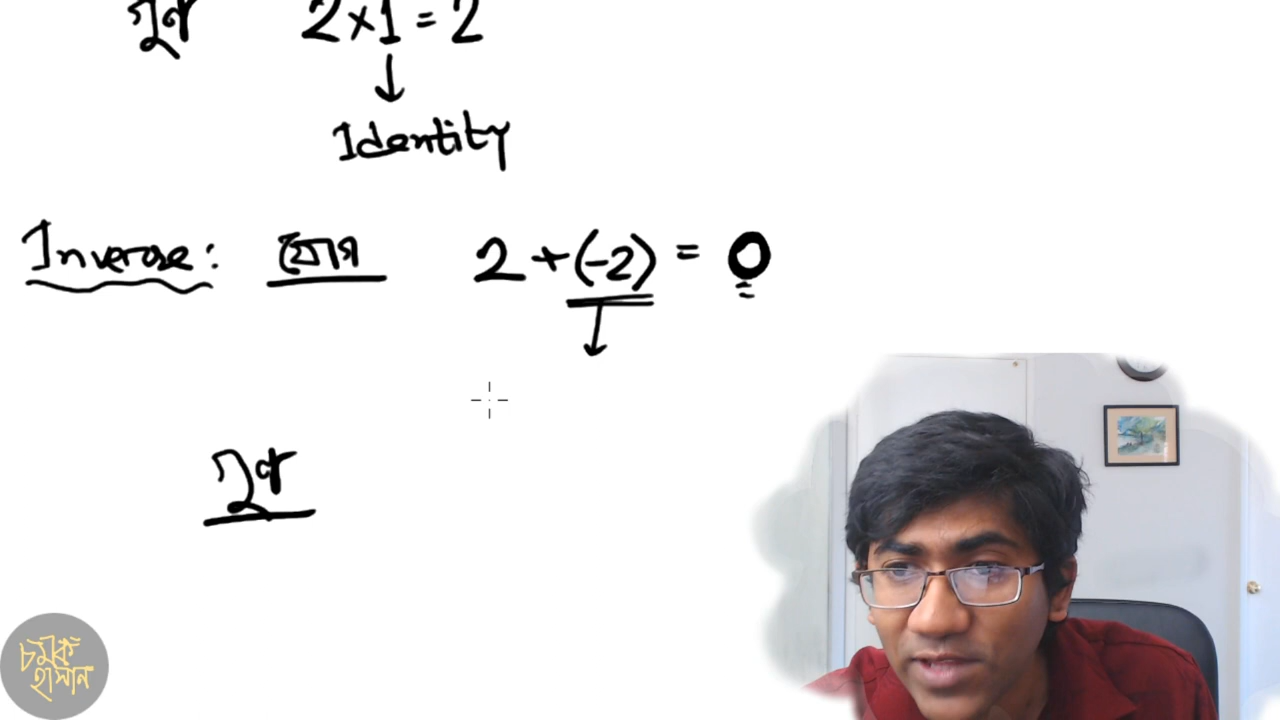 গুণ 2×1=2
Identity
Inverse: যোগ 2+(-2) = 0
গুণ
চমক
হাসান